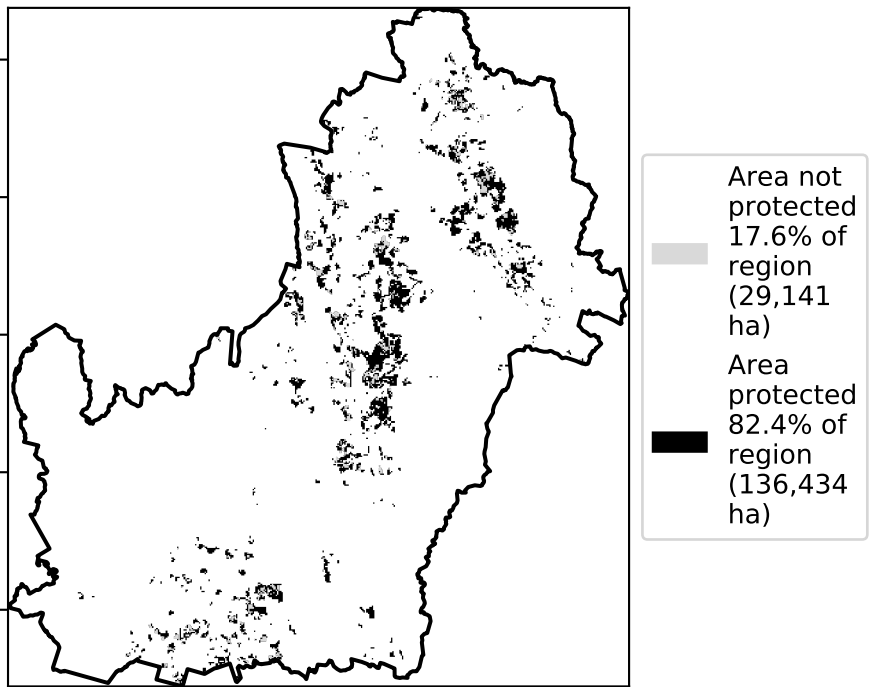 Area not
protected
17.6% of
region
(29,141
ha)
Area
protected
82.4% of
region
(136,434
ha)